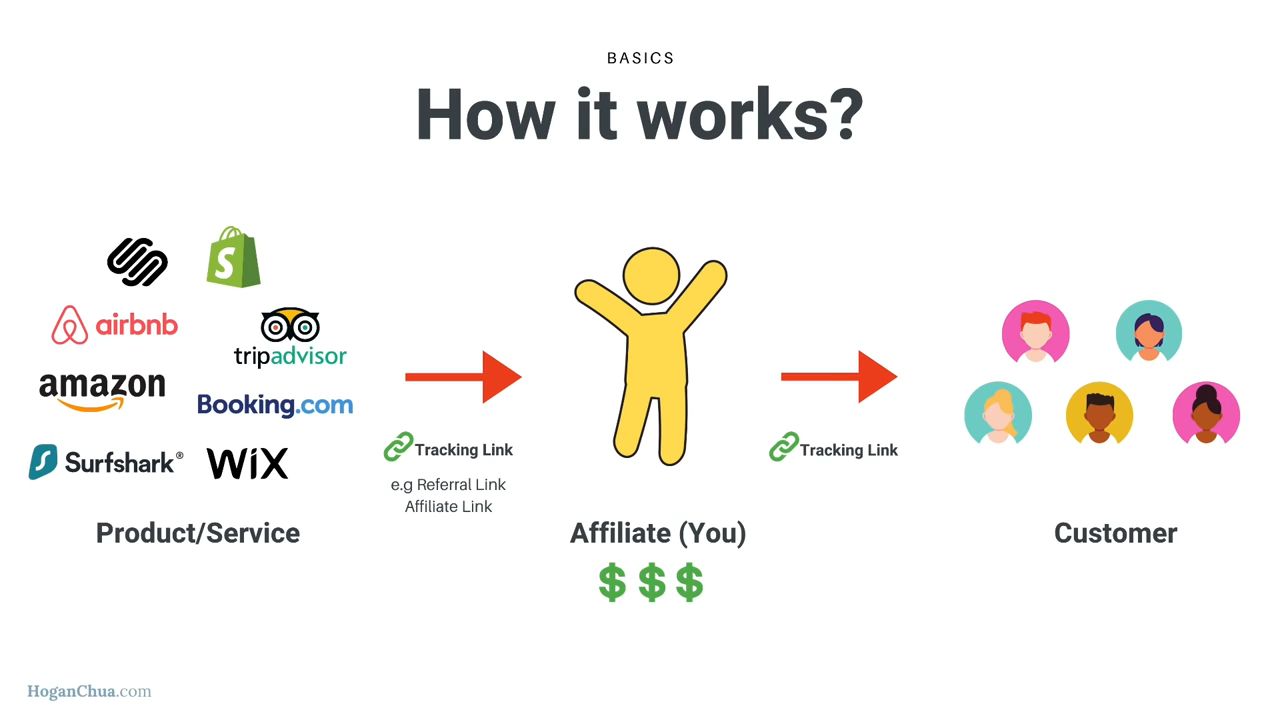 BASICS
How it works?
S
airbnb
tripadvisor
amazon
Booking.com
Surfshark®
WiX
Product/Service
Tracking Link
e.g Referral Link
Affiliate Link
Affiliate (You)
$ $ $
Tracking Link
Customer
HoganChua.com